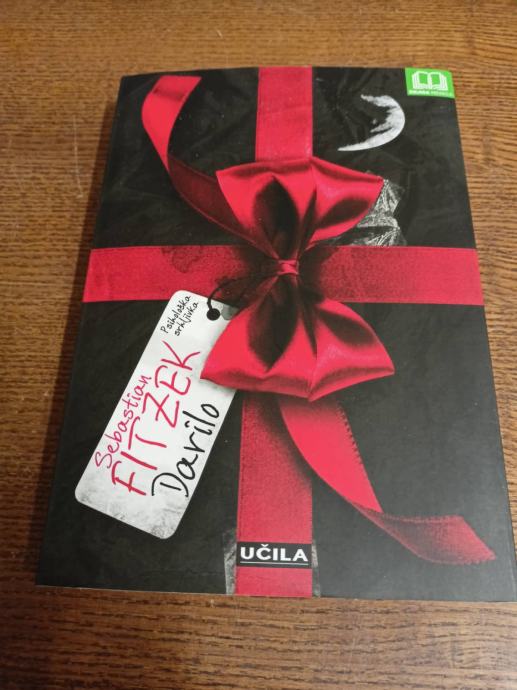 Psihološka
srhljivka
Sebastian
FITZEK
Darilo
UČILA